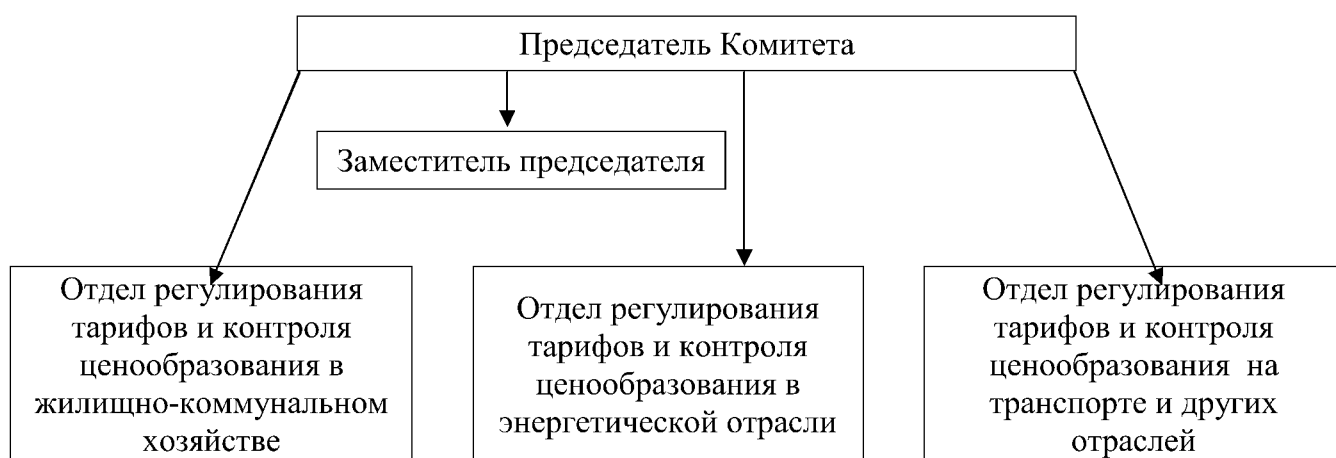 Председатель Комитета
Заместитель председателя
Отдел регулирования
тарифов и контроля
ценообразования в
жилищно-коммунальном
хозяйстве
Отдел регулирования
тарифов и контроля
ценообразования в
энергетической отрасли
Отдел регулирования
тарифов и контроля
ценообразования на
транспорте и других
отраслей